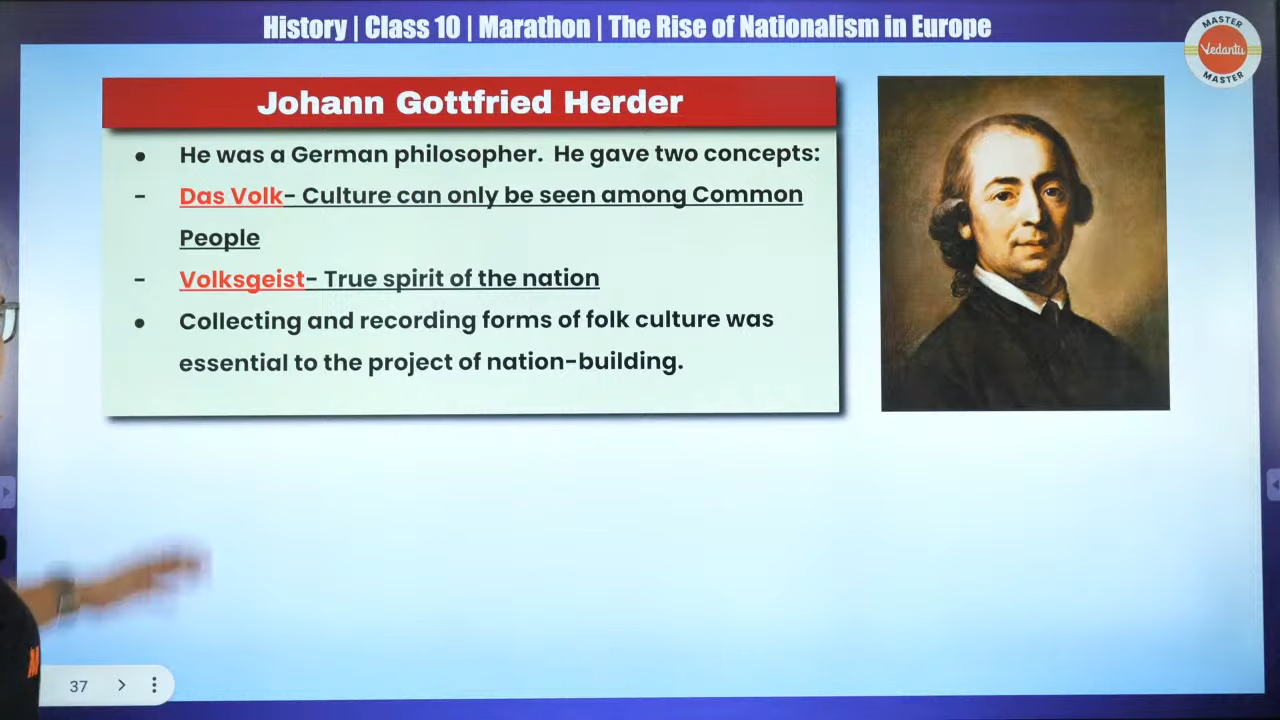 History | Class 10 | Marathon | The Rise of Nationalism in Europe
MASTER
Vedantu
MASTER
Johann Gottfried Herder
● He was a German philosopher. He gave two concepts:
- Das Volk- Culture can only be seen among Common
People
- Volksgeist- True spirit of the nation
● Collecting and recording forms of folk culture was
essential to the project of nation-building.
37